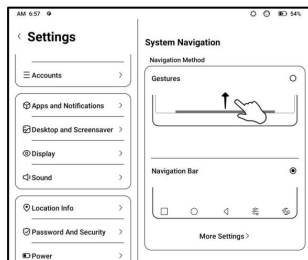 AM 6:57
54%
Settings
Accounts
Apps and Notifications
Desktop and Screensaver
Display
Sound
Location Info
Password And Security
Power
System Navigation
Navigation Method
Gestures
Navigation Bar
More Settings >